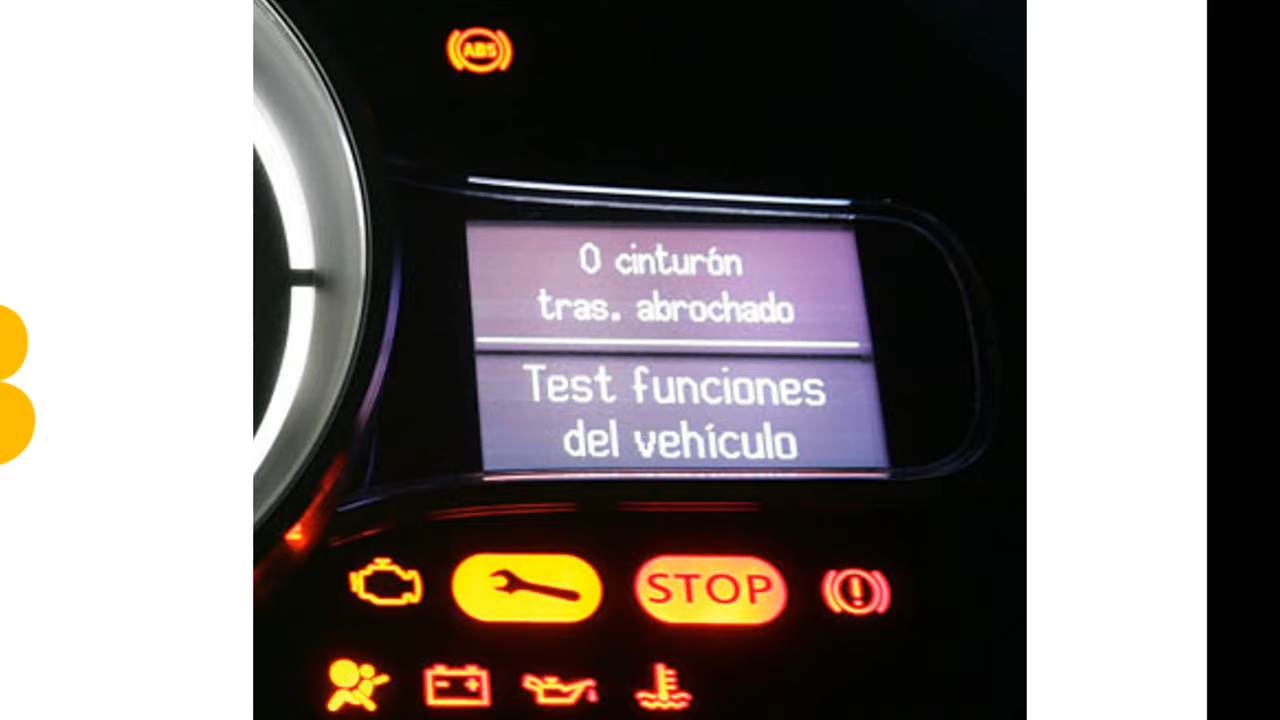 ABS
0 cinturón
tras. abrochado
Test funciones
del vehículo
STOP